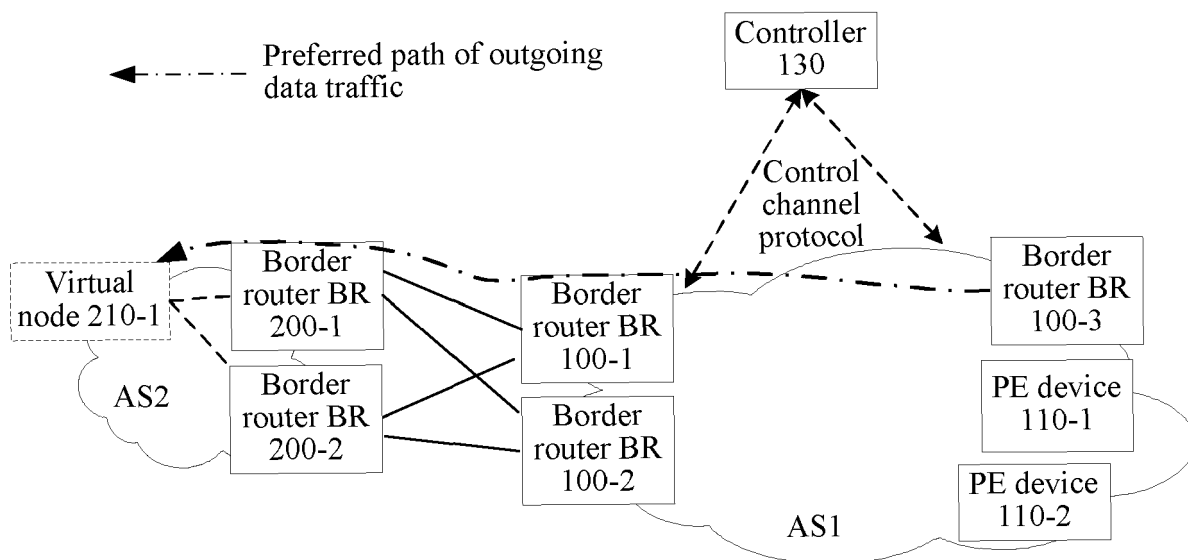 Controller
130
Preferred path of outgoing
data traffic
Control
channel
protocol
Virtual
node 210-1
Border
router BR
200-1
Border
router BR
100-1
Border
router BR
100-3
AS2
Border
router BR
200-2
Border
router BR
100-2
PE device
110-1
PE device
110-2
AS1